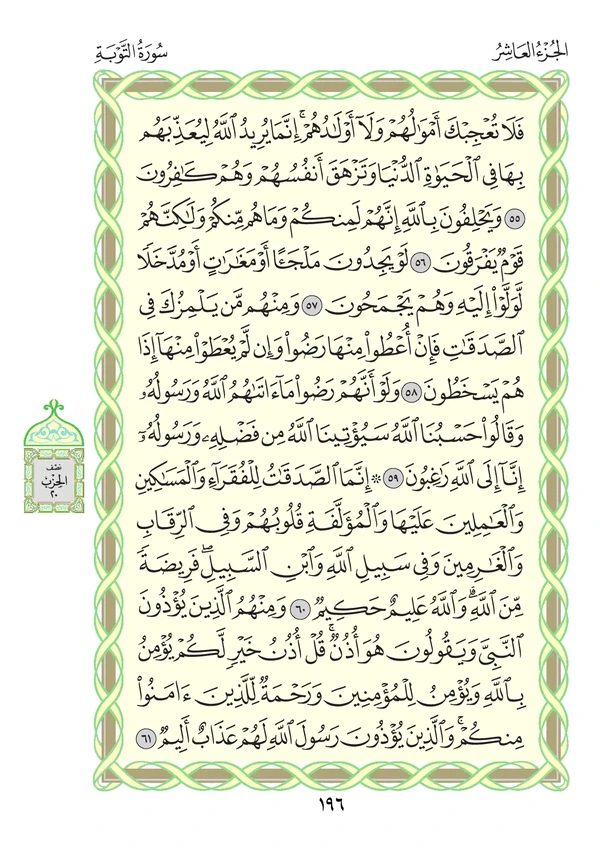 الجُزْءُ العَاشِرُ
سُورَةُ التَّوْبَةِ
فَلَا تُعْجِبْكَ أَمْوَٰلُهُمْ وَلَآ أَوْلَٰدُهُمْ ۚ إِنَّمَا يُرِيدُ ٱللَّهُ لِيُعَذِّبَهُم
بِهَا فِى ٱلْحَيَوٰةِ ٱلدُّنْيَا وَتَزْهَقَ أَنفُسُهُمْ وَهُمْ كَٰفِرُونَ
٥٥ وَيَحْلِفُونَ بِٱللَّهِ إِنَّهُمْ لَمِنكُمْ وَمَا هُم مِّنكُمْ وَلَٰكِنَّهُمْ
قَوْمٌ يَفْرَقُونَ ٥٦ لَوْ يَجِدُونَ مَلْجَـًٔا أَوْ مَغَٰرَٰتٍ أَوْ مُدَّخَلًا
لَّوَلَّوْا۟ إِلَيْهِ وَهُمْ يَجْمَحُونَ ٥٧ وَمِنْهُم مَّن يَلْمِزُكَ فِى
ٱلصَّدَقَٰتِ فَإِنْ أُعْطُوا۟ مِنْهَا رَضُوا۟ وَإِن لَّمْ يُعْطَوْا۟ مِنْهَآ إِذَا
هُمْ يَسْخَطُونَ ٥٨ وَلَوْ أَنَّهُمْ رَضُوا۟ مَآ ءَاتَىٰهُمُ ٱللَّهُ وَرَسُولُهُۥ
وَقَالُوا۟ حَسْبُنَا ٱللَّهُ سَيُؤْتِينَا ٱللَّهُ مِن فَضْلِهِۦ وَرَسُولُهُۥٓ
إِنَّآ إِلَى ٱللَّهِ رَٰغِبُونَ ٥٩ ۞ إِنَّمَا ٱلصَّدَقَٰتُ لِلْفُقَرَآءِ وَٱلْمَسَٰكِينِ
وَٱلْعَٰمِلِينَ عَلَيْهَا وَٱلْمُؤَلَّفَةِ قُلُوبُهُمْ وَفِى ٱلرِّقَابِ
وَٱلْغَٰرِمِينَ وَفِى سَبِيلِ ٱللَّهِ وَٱبْنِ ٱلسَّبِيلِ ۖ فَرِيضَةً
مِّنَ ٱللَّهِ ۗ وَٱللَّهُ عَلِيمٌ حَكِيمٌ ٦٠ وَمِنْهُمُ ٱلَّذِينَ يُؤْذُونَ
ٱلنَّبِىَّ وَيَقُولُونَ هُوَ أُذُنٌ ۚ قُلْ أُذُنُ خَيْرٍ لَّكُمْ يُؤْمِنُ
بِٱللَّهِ وَيُؤْمِنُ لِلْمُؤْمِنِينَ وَرَحْمَةٌ لِّلَّذِينَ ءَامَنُوا۟
مِنكُمْ ۚ وَٱلَّذِينَ يُؤْذُونَ رَسُولَ ٱللَّهِ لَهُمْ عَذَابٌ أَلِيمٌ ٦١
نصف
الحزب
٢٠
١٩٦